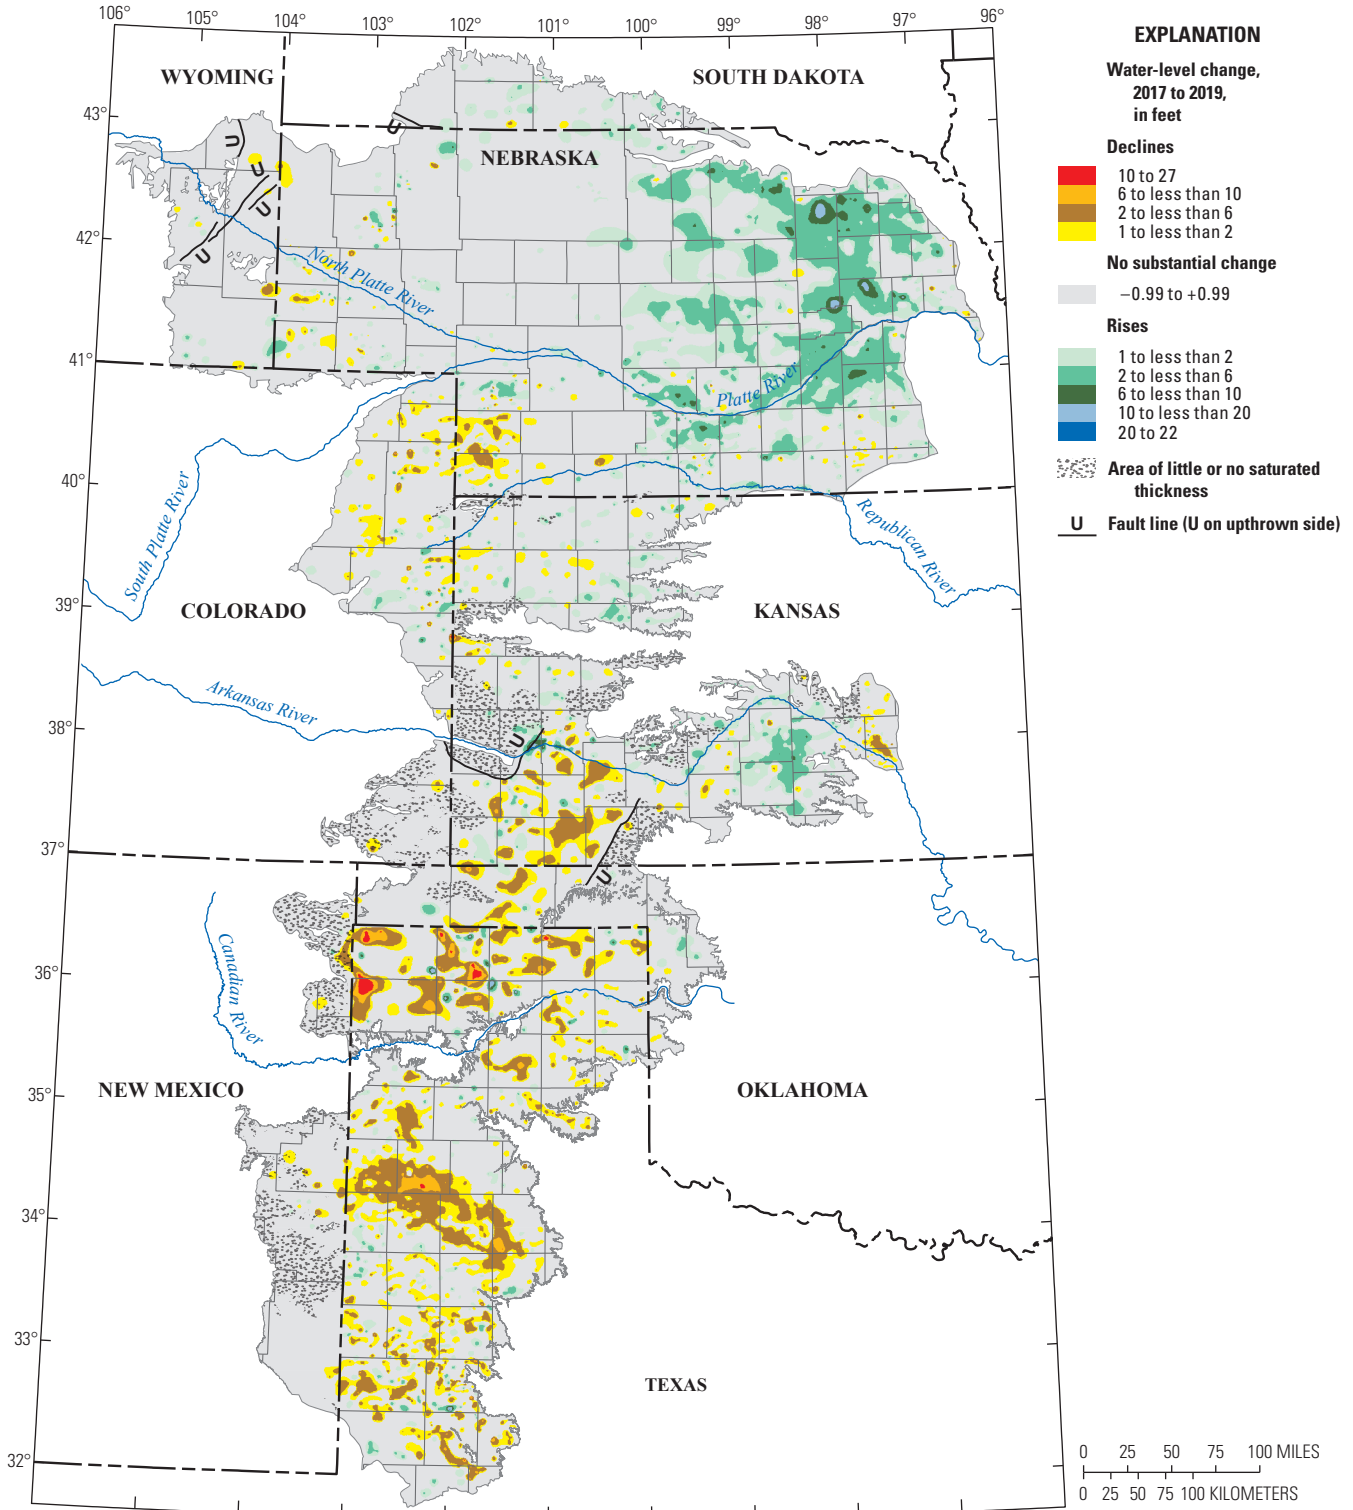 106° 105° 104° 103° 102° 101° 100° 99° 98° 97° 96°
WYOMING
SOUTH DAKOTA
43°
U
U
NEBRASKA
U
U
42°
U
North Platte River
41°
Platte River
40°
South Platte River
Republican River
39°
COLORADO
KANSAS
Arkansas River
38°
U
37°
U
Canadian River
36°
35°
NEW MEXICO
OKLAHOMA
34°
33°
TEXAS
32°
EXPLANATION
Water-level change,
2017 to 2019,
in feet
Declines
10 to 27
6 to less than 10
2 to less than 6
1 to less than 2
No substantial change
−0.99 to +0.99
Rises
1 to less than 2
2 to less than 6
6 to less than 10
10 to less than 20
20 to 22
Area of little or no saturated
thickness
U Fault line (U on upthrown side)
0 25 50 75 100 MILES
0 25 50 75 100 KILOMETERS